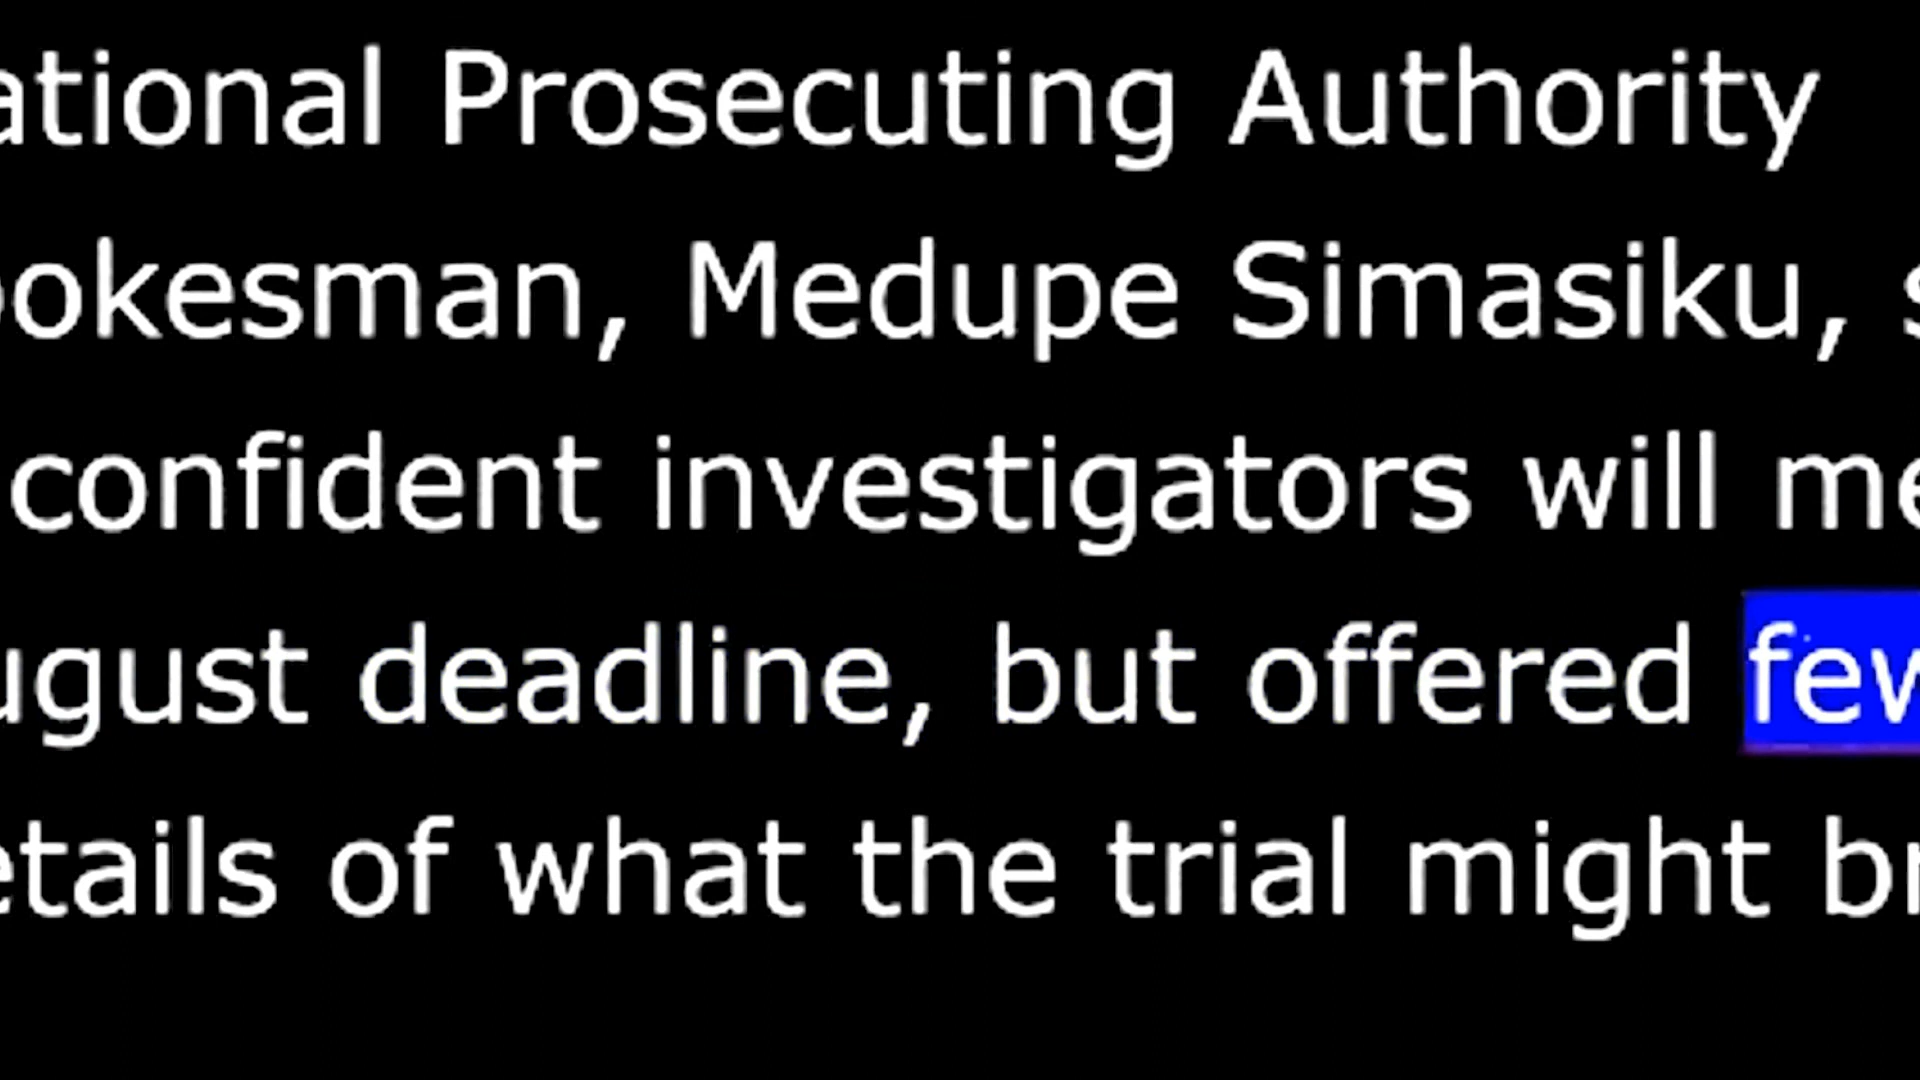 ational Prosecuting Authority
ookesman, Medupe Simasiku, s
confident investigators will me
ugust deadline, but offered few
etails of what the trial might br